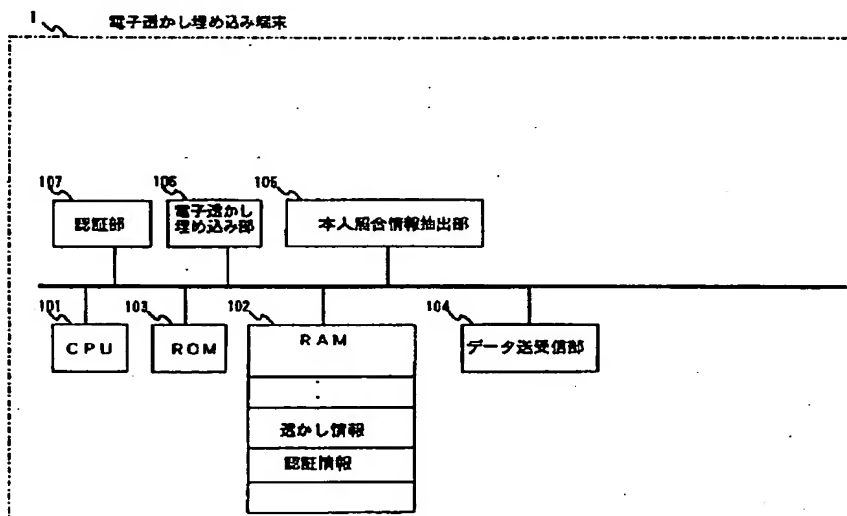 1 電子透かし埋め込み端末
107 106 105
認証部
電子透かし
埋め込み部
本人照合情報抽出部
101 103 102 104
CPU
ROM
RAM
データ送受信部
:
透かし情報
認証情報